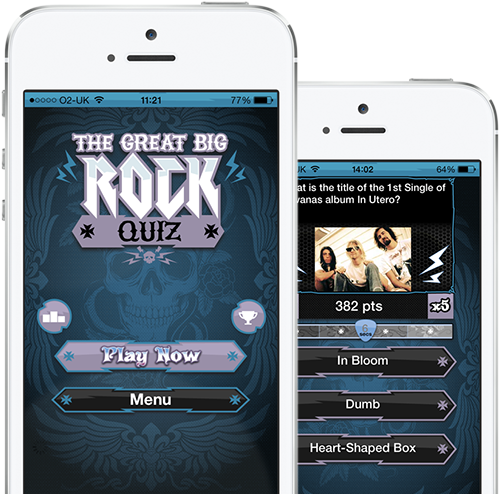 O2-UK 11:21 77%
THE GREAT BIG
ROCK
QUIZ
Play Now
Menu
UK 14:02 64%
at is the title of the 1st Single of
vanas album In Utero?
382 pts
x5
6
SECS
In Bloom
Dumb
Heart-Shaped Box